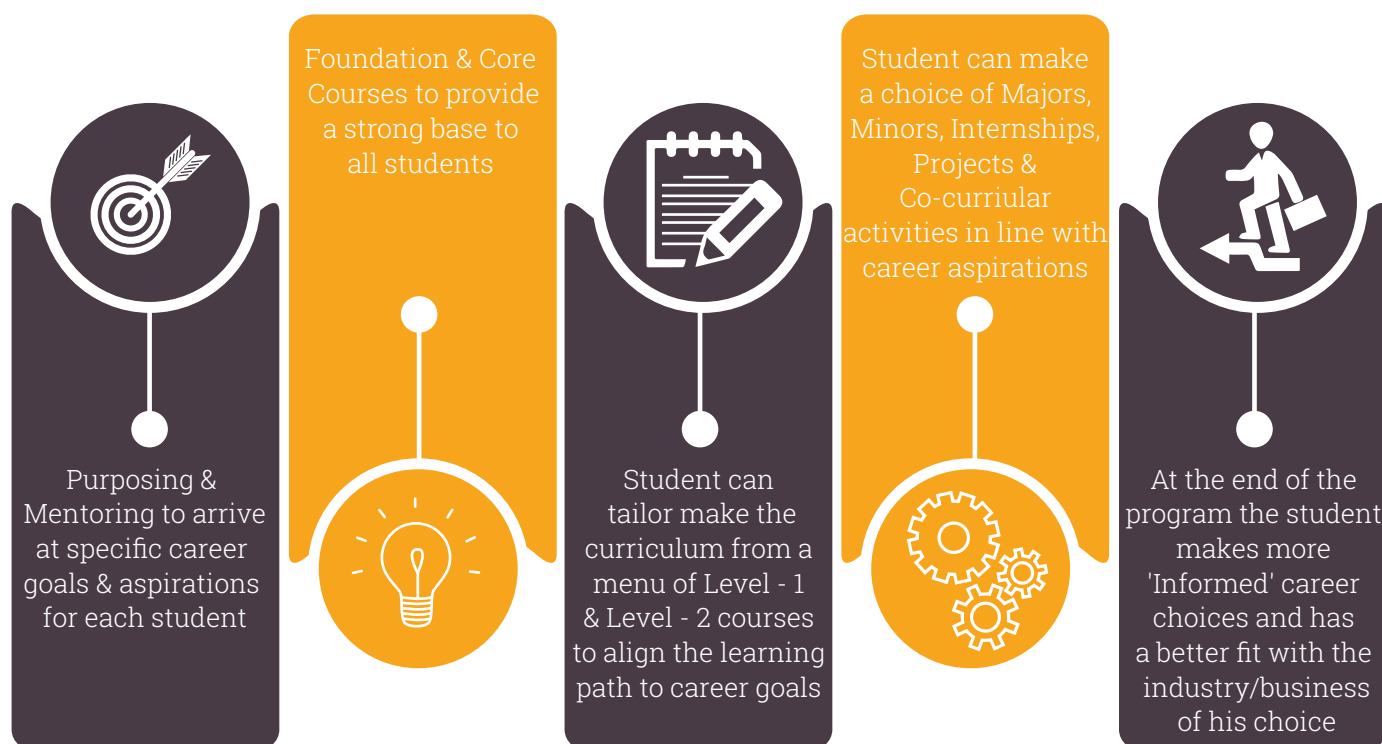 Purposing &
Mentoring to arrive
at specific career
goals & aspirations
for each student
Foundation & Core
Courses to provide
a strong base to
all students
Student can
tailor make the
curriculum from a
menu of Level - 1
& Level - 2 courses
to align the learning
path to career goals
Student can make
a choice of Majors,
Minors, Internships,
Projects &
Co-curriular
activities in line with
career aspirations
At the end of the
program the student
makes more
'Informed' career
choices and has
a better fit with the
industry/business
of his choice